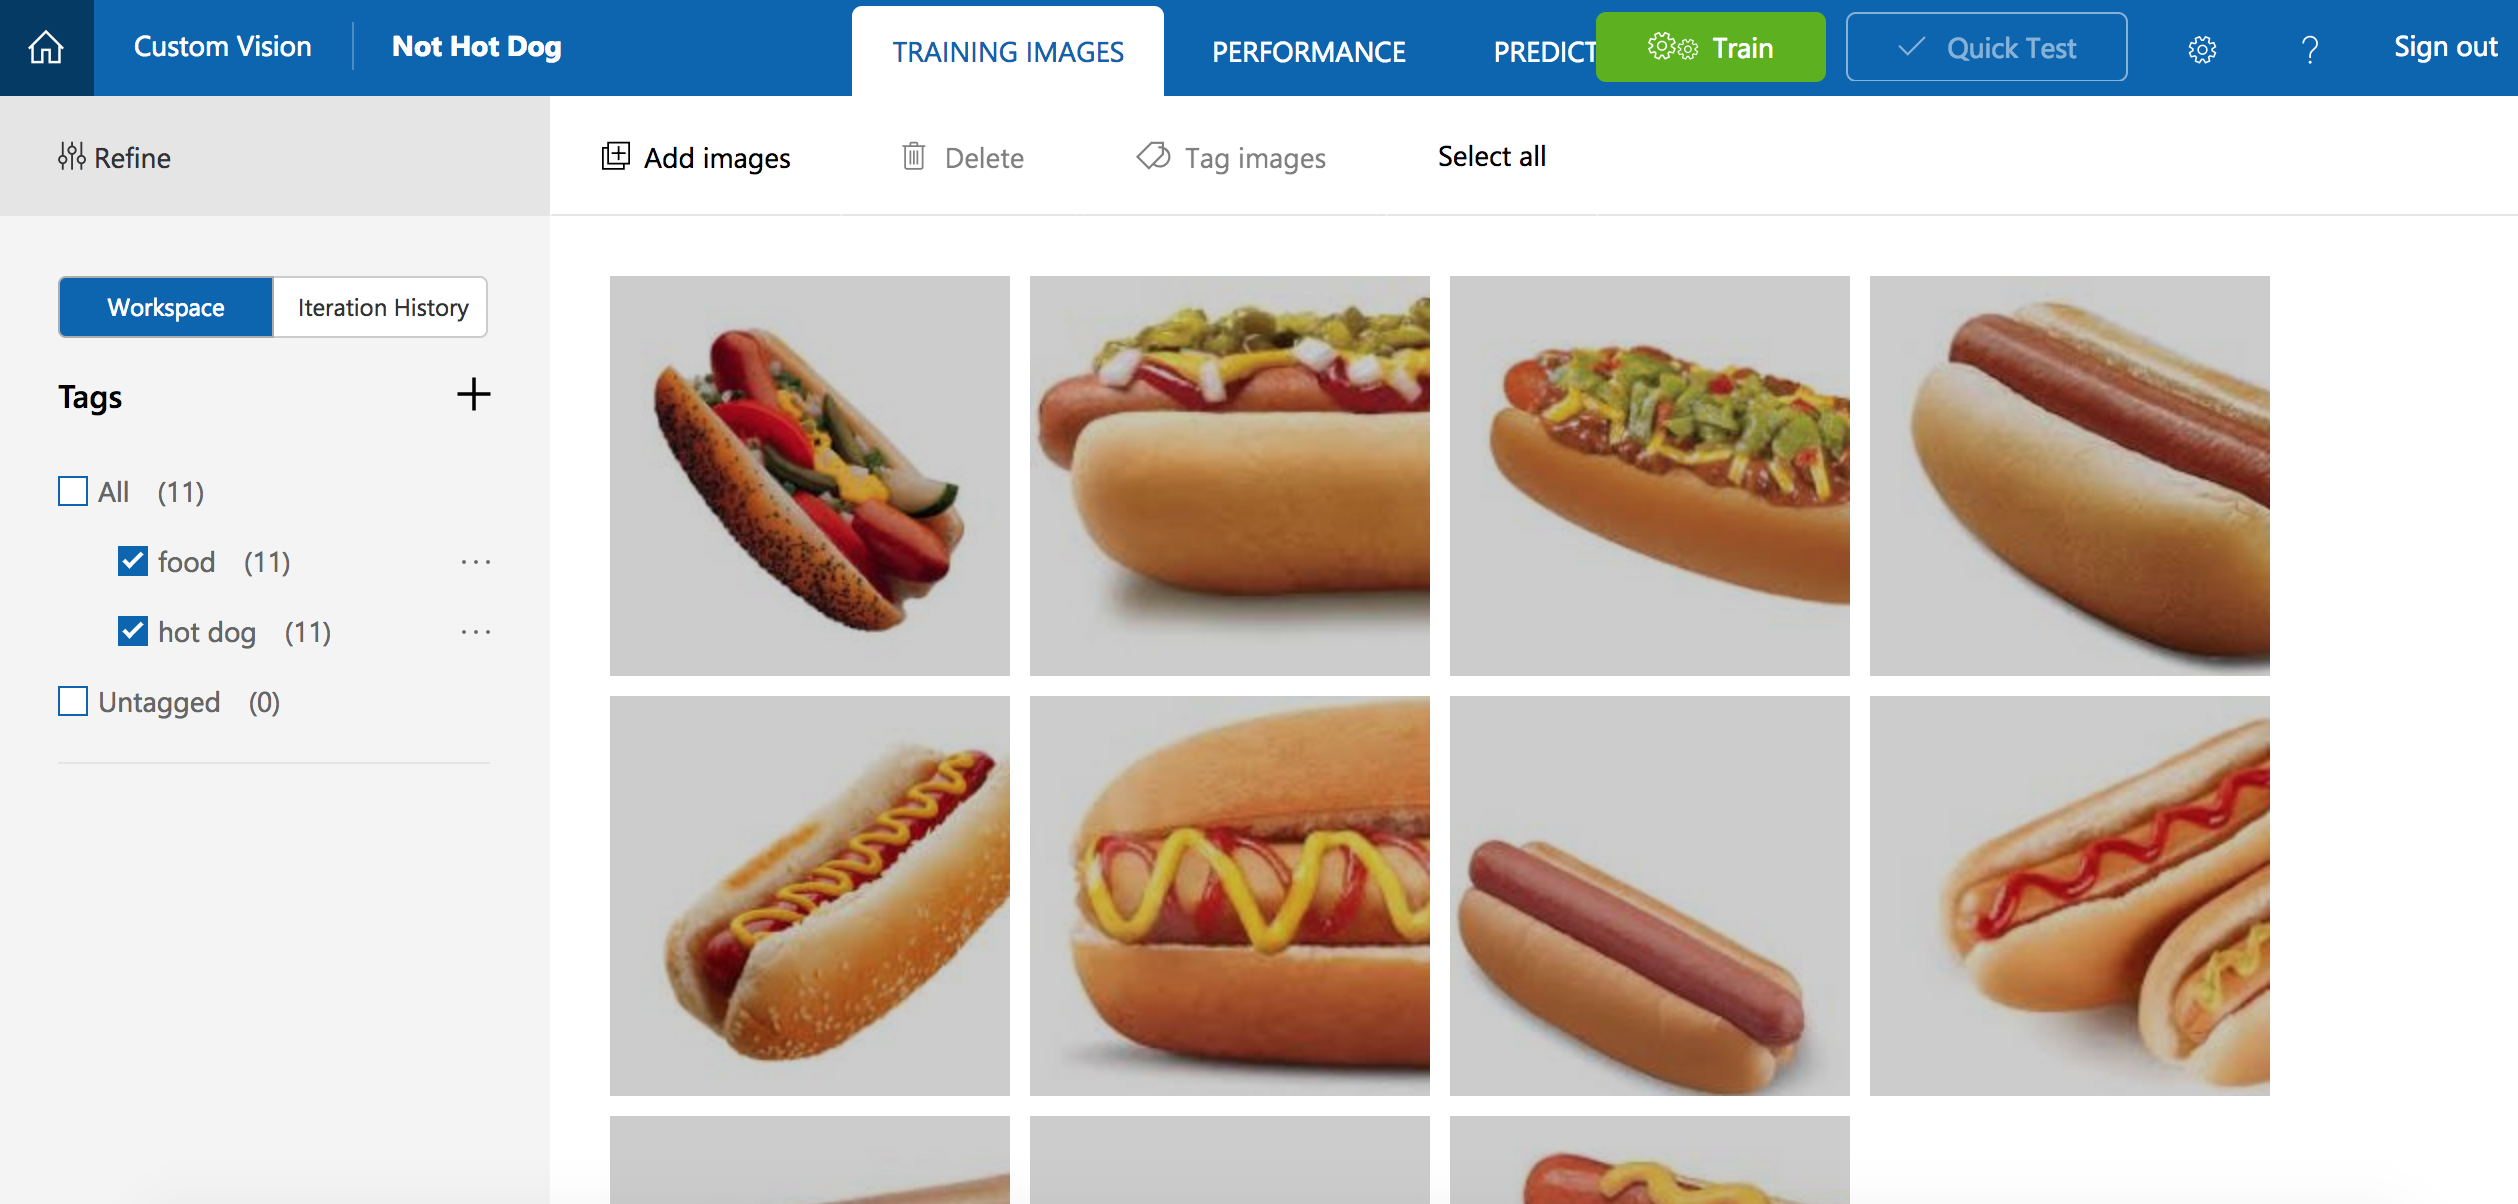 Custom Vision
Not Hot Dog
TRAINING IMAGES
PERFORMANCE
PREDICT
Train
Quick Test
?
Sign out
Refine
Add images
Delete
Tag images
Select all
Workspace
Iteration History
Tags
All (11)
food (11)
hot dog (11)
Untagged (0)